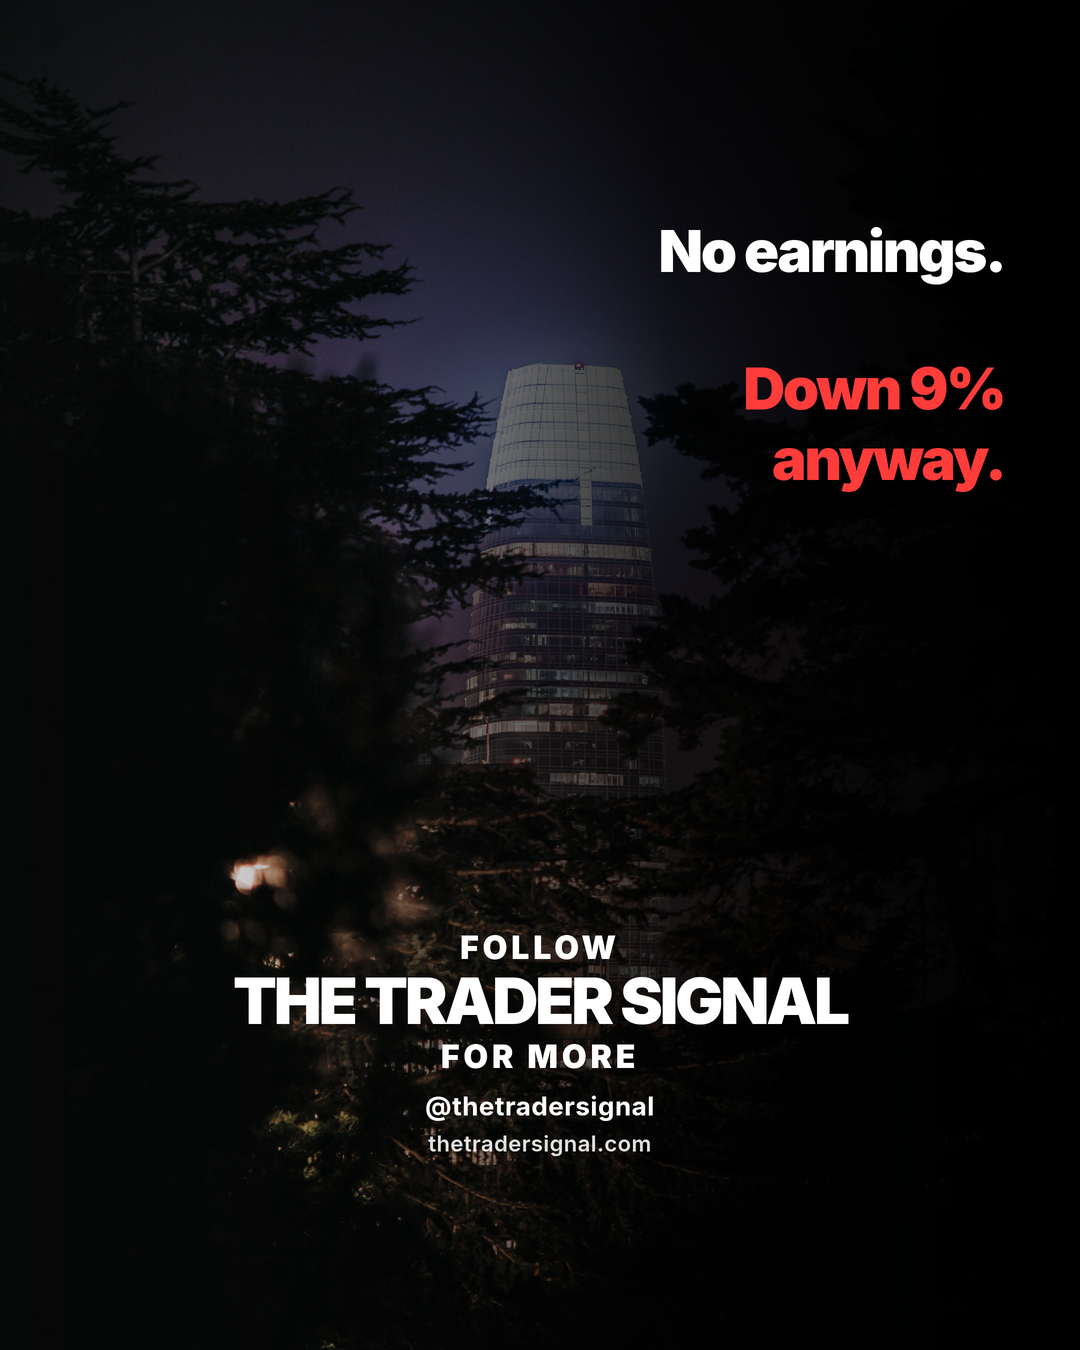 No earnings.
Down 9%
anyway.
FOLLOW
THE TRADER SIGNAL
FOR MORE
@thetradersignal
thetradersignal.com